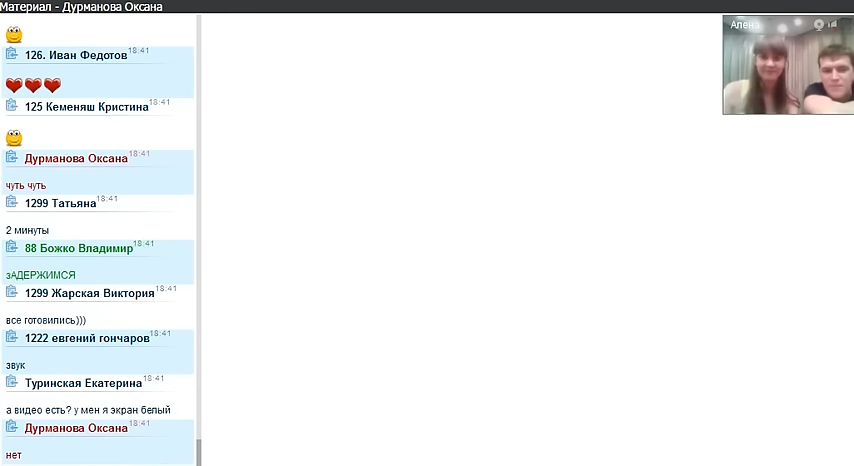 Материал - Дурманова Оксана
Алена
126. Иван Федотов 18:41
125 Кеменяш Кристина 18:41
Дурманова Оксана 18:41
чуть чуть
1299 Татьяна 18:41
2 минуты
88 Божко Владимир 18:41
зАДЕРЖИМСЯ
1299 Жарская Виктория 18:41
все готовились)))
1222 евгений гончаров 18:41
звук
Туринская Екатерина 18:41
а видео есть? у мен я экран белый
Дурманова Оксана 18:41
нет